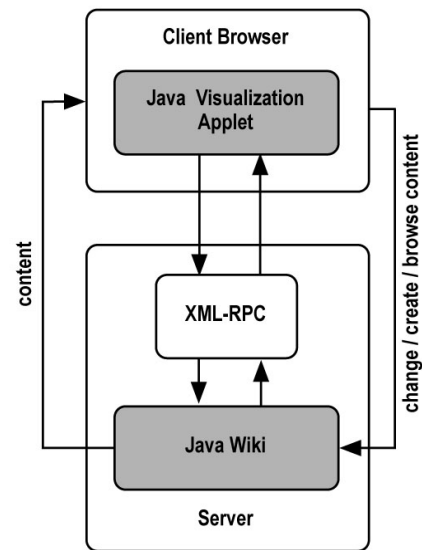 Client Browser
Java Visualization
Applet
content
change / create / browse content
XML-RPC
Java Wiki
Server